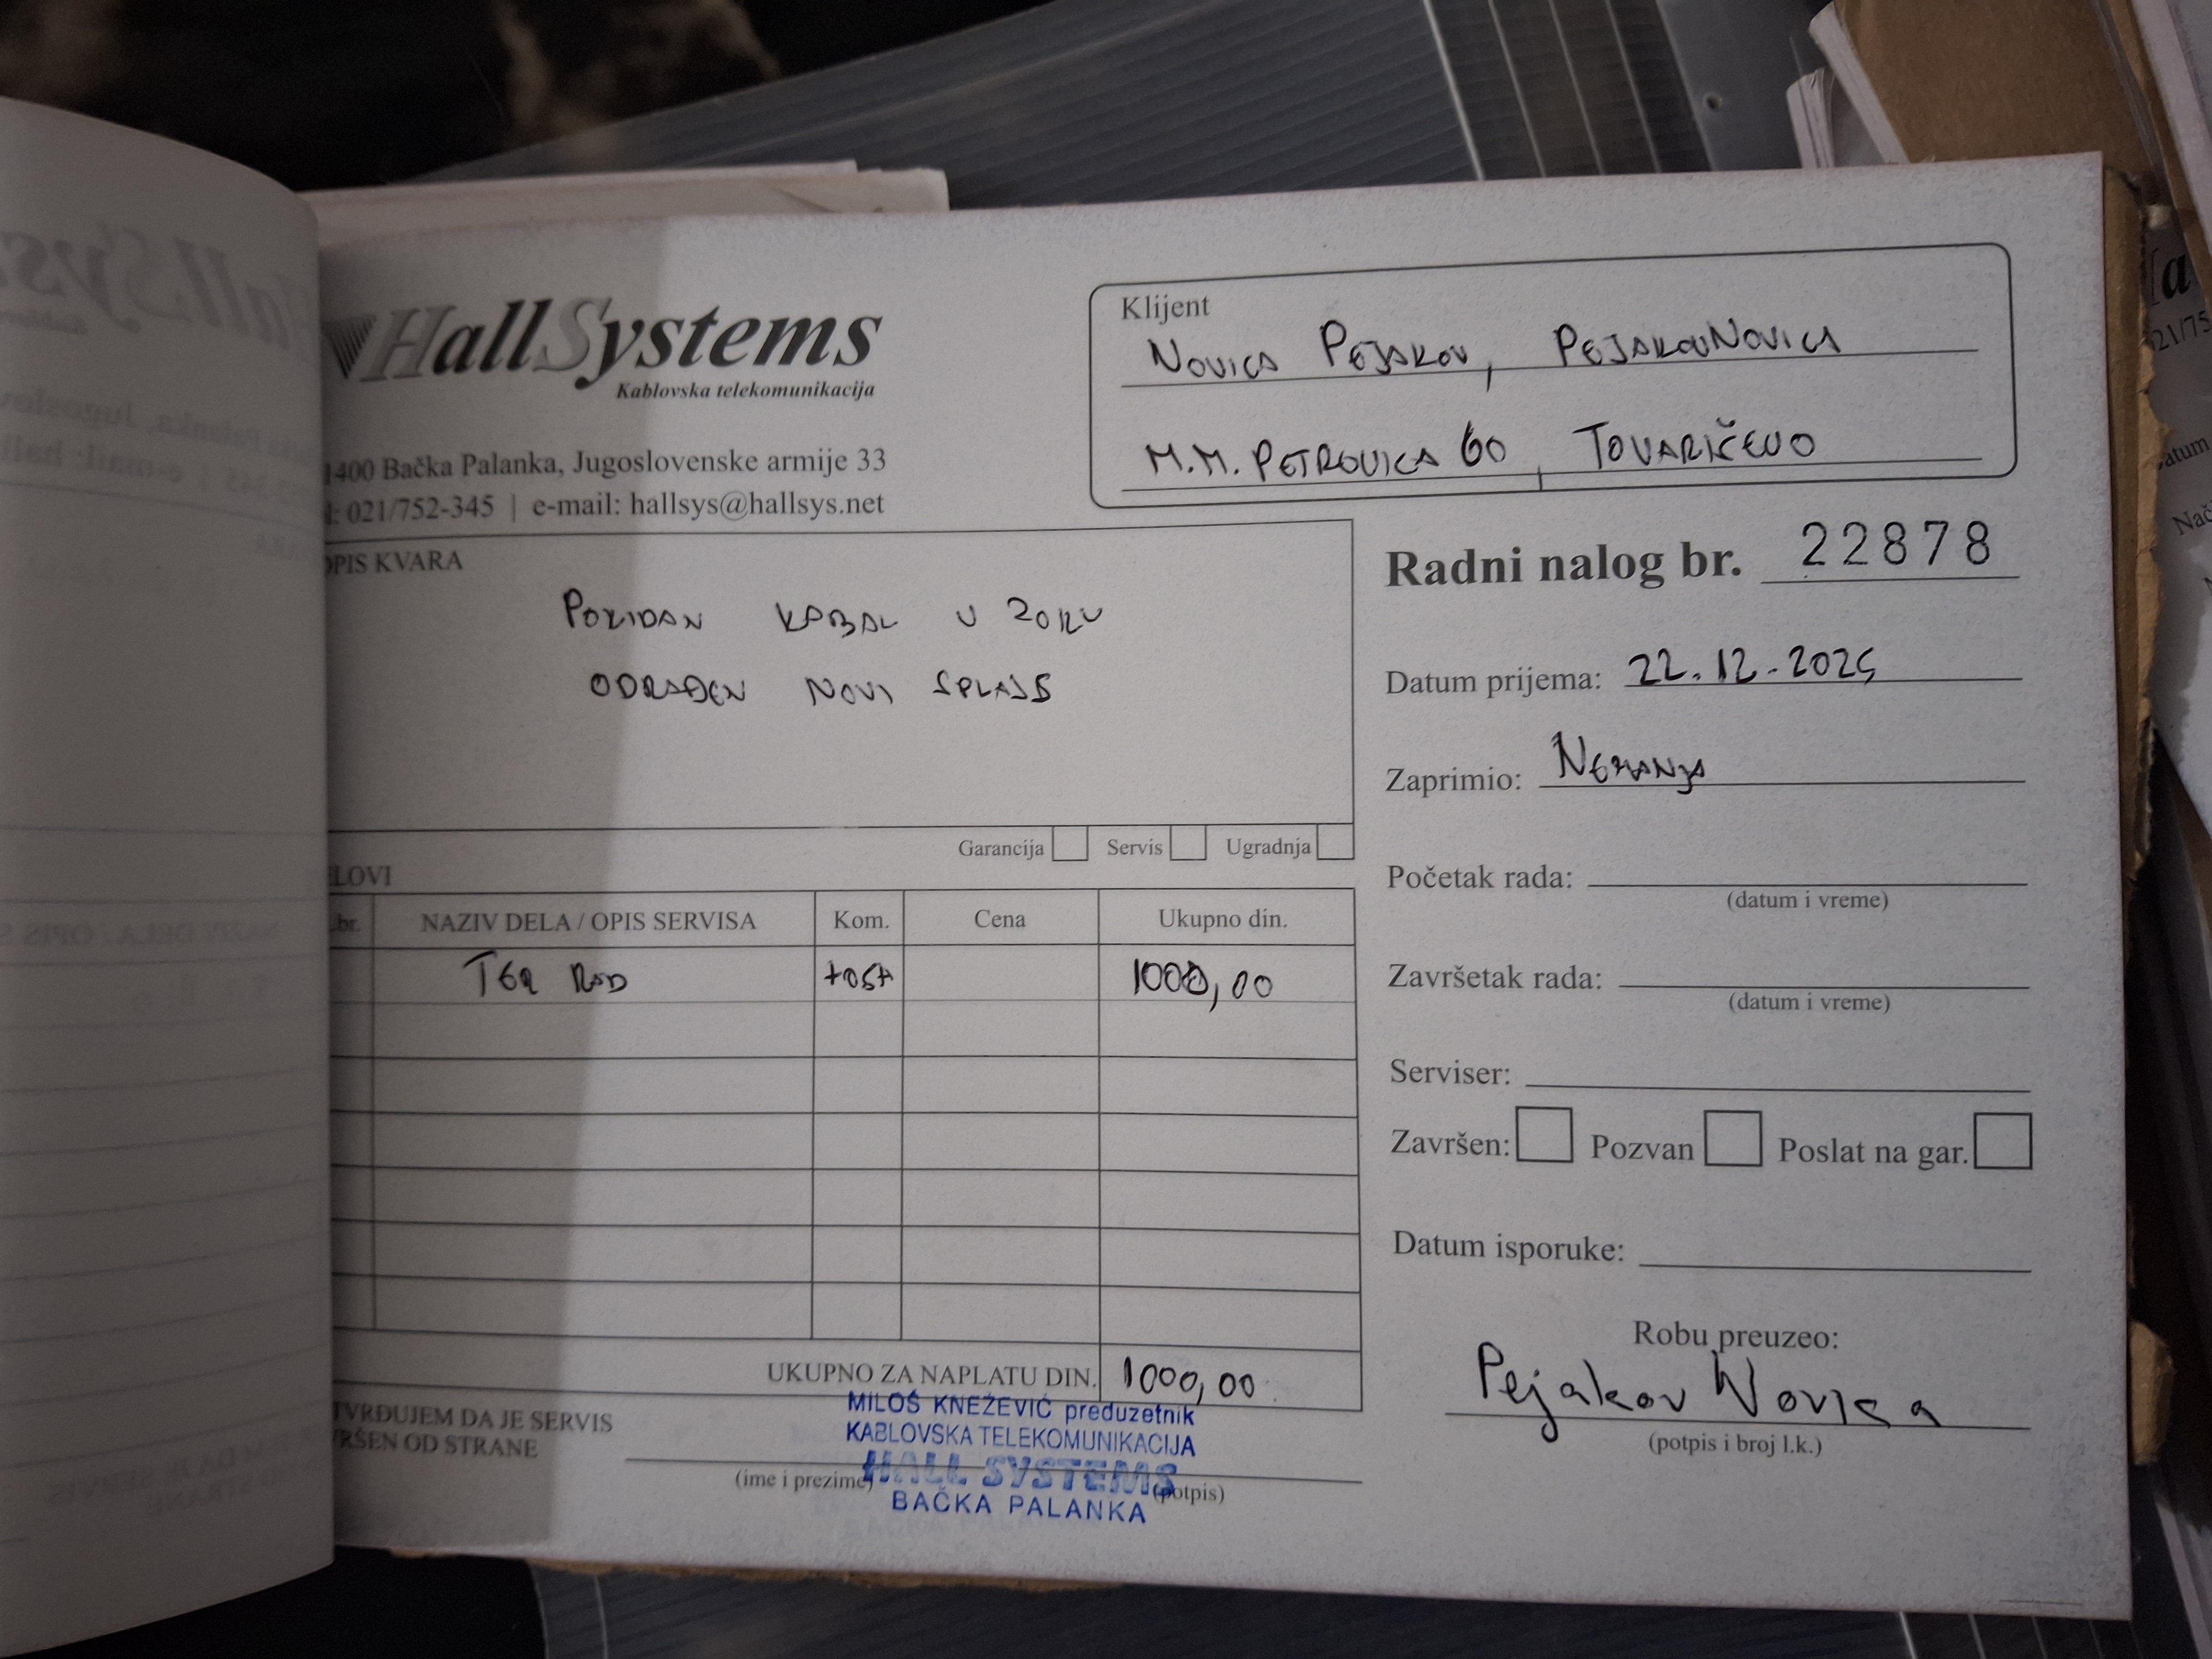 HallSystems
Kablovska telekomunikacija
1400 Bačka Palanka, Jugoslovenske armije 33
l: 021/752-345 | e-mail: hallsys@hallsys.net
Klijent
NOVICA PEJAKOV, PEJAKOVNOVICA
M.M. PETROVICA 60, TOVARIŠEVO
OPIS KVARA
POKIDAN KABAL U ZOKU
ODRAĐEN NOVI SPLAJS
Garancija Servis Ugradnja
ELOVI
br. NAZIV DELA / OPIS SERVISA Kom. Cena Ukupno din.
TER RAD 1000,00
UKUPNO ZA NAPLATU DIN. 1000,00
TVRĐUJEM DA JE SERVIS
RŠEN OD STRANE
(ime i prezime) (potpis)
MILOŠ KNEŽEVIĆ preduzetnik
KABLOVSKA TELEKOMUNIKACIJA
HALL SYSTEMS
BAČKA PALANKA
Radni nalog br. 22878
Datum prijema: 22.12.2025
Zaprimio: NEMANJA
Početak rada:
(datum i vreme)
Završetak rada:
(datum i vreme)
Serviser:
Završen: Pozvan Poslat na gar.
Datum isporuke:
Robu preuzeo:
Pejakov Novica
(potpis i broj l.k.)